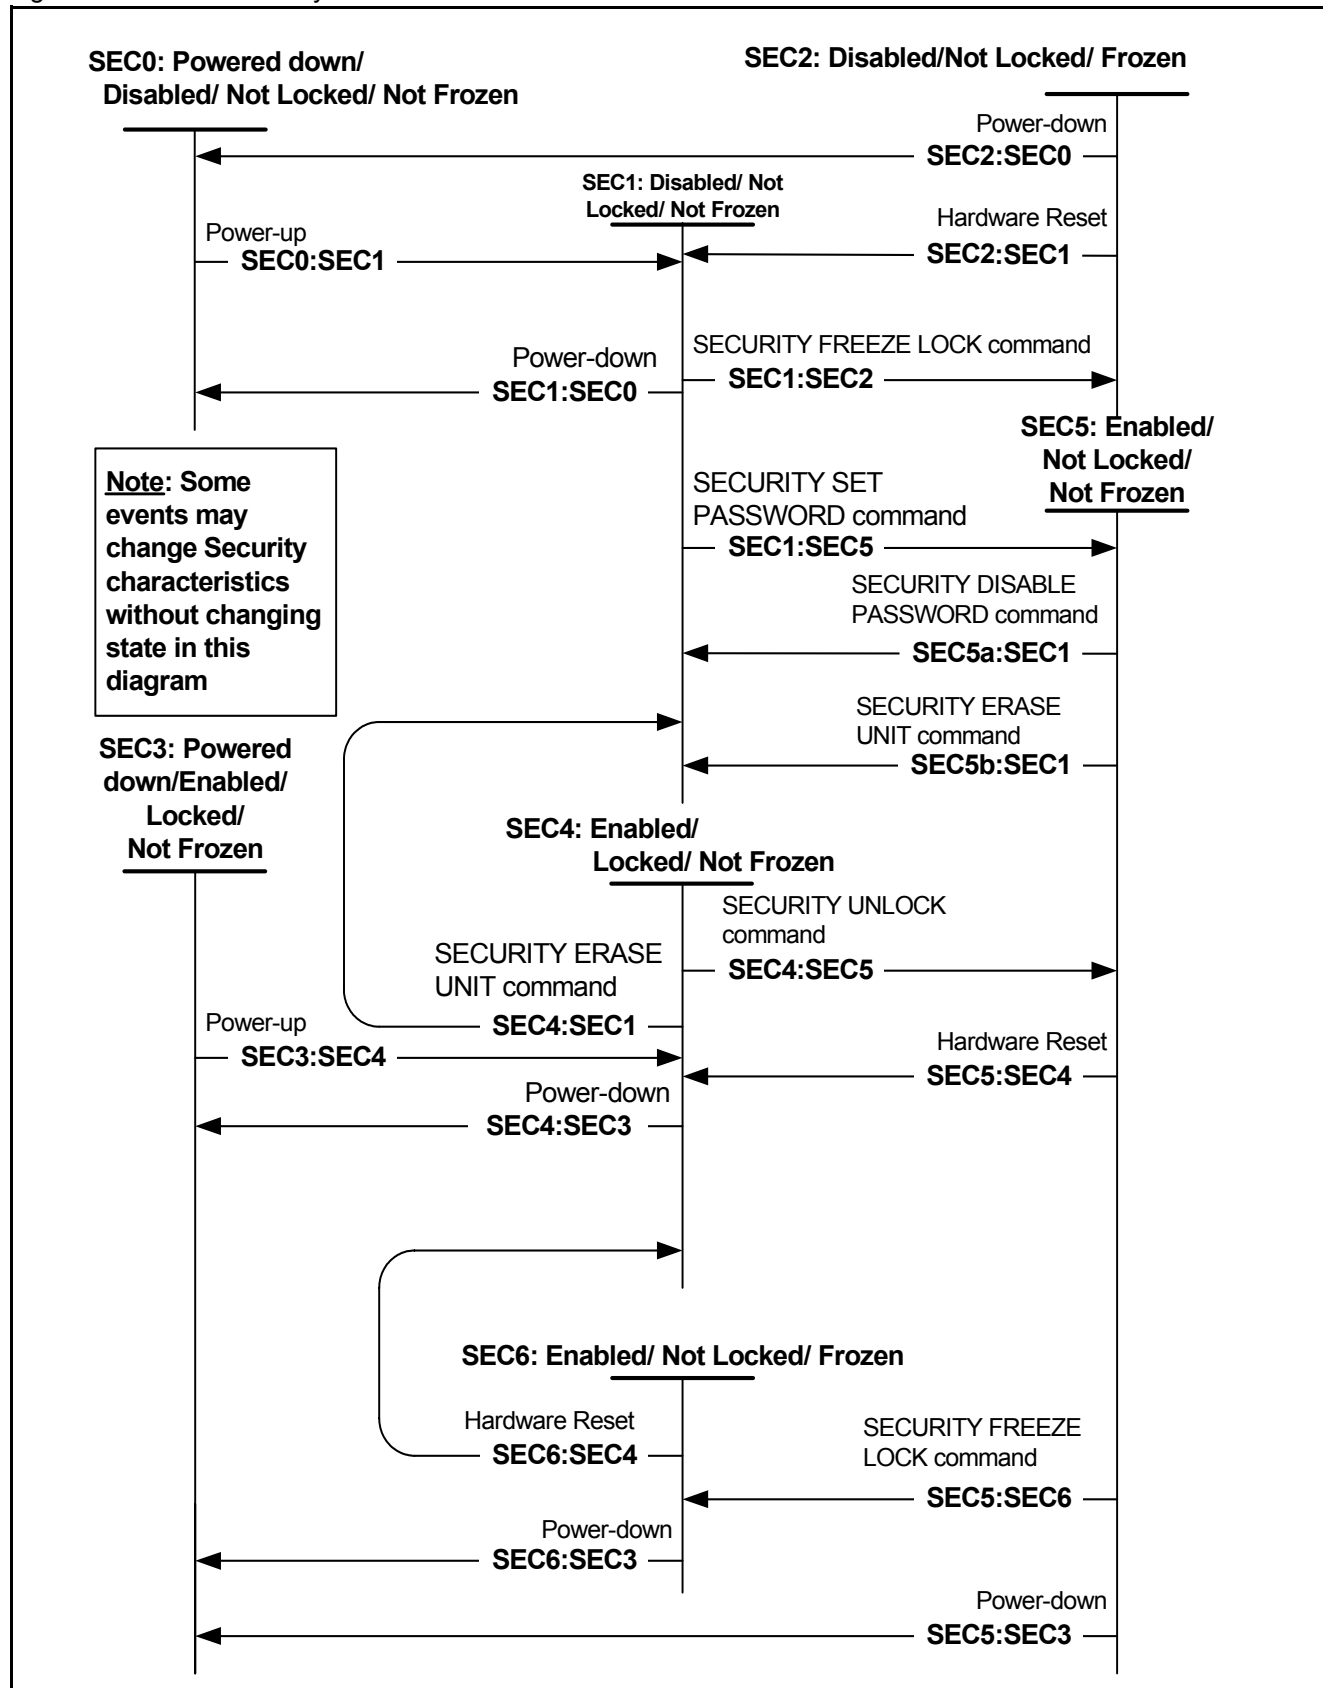 SEC0: Powered down/
Disabled/ Not Locked/ Not Frozen
SEC2: Disabled/Not Locked/ Frozen
Power-down
SEC2:SEC0
SEC1: Disabled/ Not
Locked/ Not Frozen
Hardware Reset
SEC2:SEC1
Power-up
SEC0:SEC1
SECURITY FREEZE LOCK command
SEC1:SEC2
Power-down
SEC1:SEC0
SEC5: Enabled/
Not Locked/
Not Frozen
Note: Some
events may
change Security
characteristics
without changing
state in this
diagram
SECURITY SET
PASSWORD command
SEC1:SEC5
SECURITY DISABLE
PASSWORD command
SEC5a:SEC1
SECURITY ERASE
UNIT command
SEC5b:SEC1
SEC3: Powered
down/Enabled/
Locked/
Not Frozen
SEC4: Enabled/
Locked/ Not Frozen
SECURITY UNLOCK
command
SEC4:SEC5
SECURITY ERASE
UNIT command
SEC4:SEC1
Power-up
SEC3:SEC4
Hardware Reset
SEC5:SEC4
Power-down
SEC4:SEC3
SEC6: Enabled/ Not Locked/ Frozen
Hardware Reset
SEC6:SEC4
SECURITY FREEZE
LOCK command
SEC5:SEC6
Power-down
SEC6:SEC3
Power-down
SEC5:SEC3